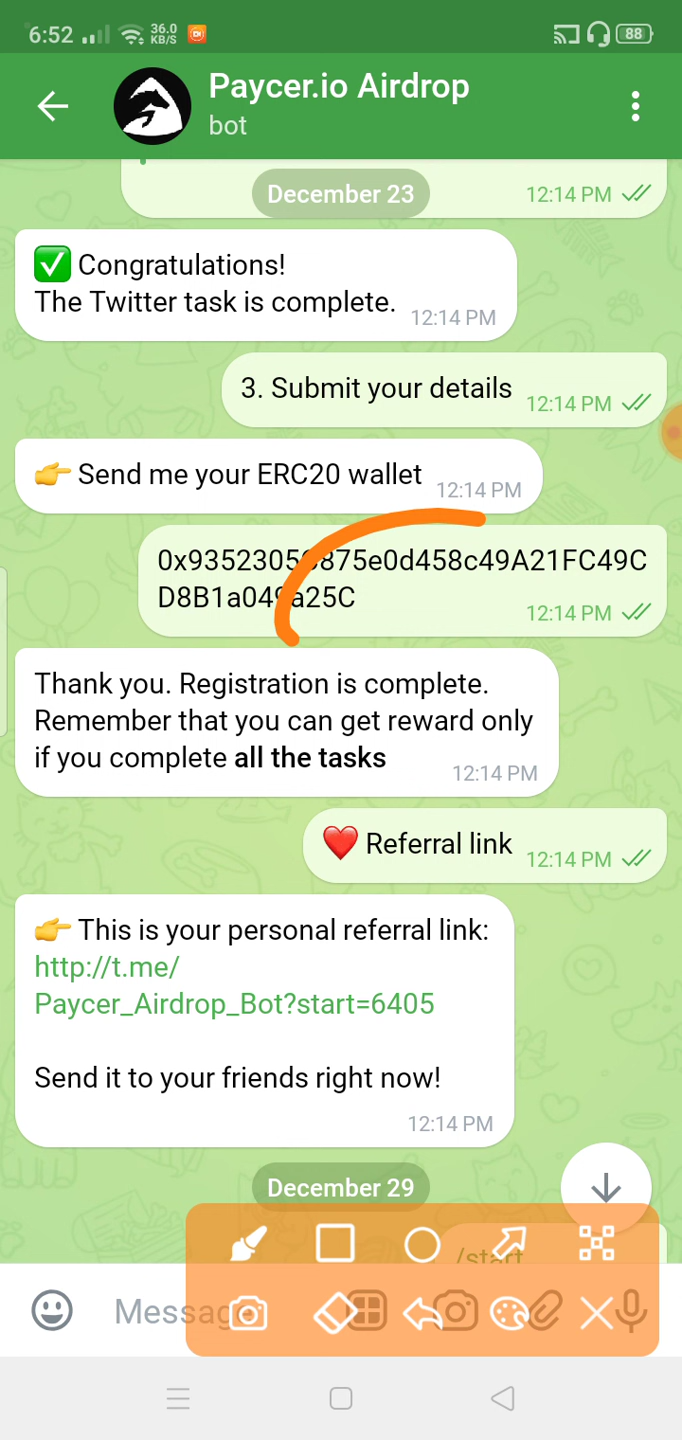 6:52
36.0
KB/S
88
Paycer.io Airdrop
bot
12:14 PM
December 23
✅ Congratulations!
The Twitter task is complete.
12:14 PM
3. Submit your details
12:14 PM
👉 Send me your ERC20 wallet
12:14 PM
D8B1a049a25C
12:14 PM
Thank you. Registration is complete.
Remember that you can get reward only
if you complete all the tasks
12:14 PM
❤️ Referral link
12:14 PM
👉 This is your personal referral link:
http://t.me/
Paycer_Airdrop_Bot?start=6405
Send it to your friends right now!
12:14 PM
December 29
/start
Message